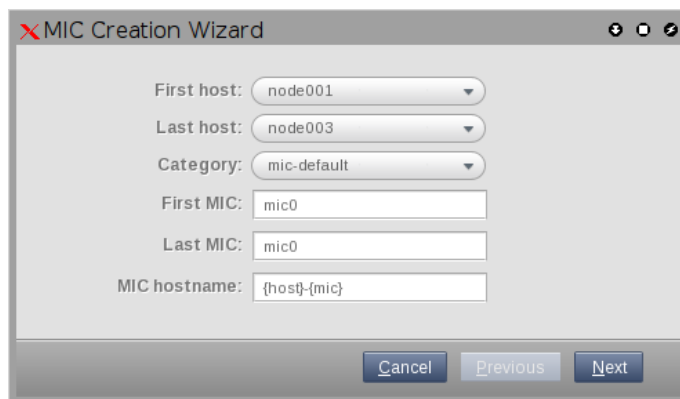 MIC Creation Wizard
First host: node001
Last host: node003
Category: mic-default
First MIC: mic0
Last MIC: mic0
MIC hostname: {host}-{mic}
Cancel Previous Next